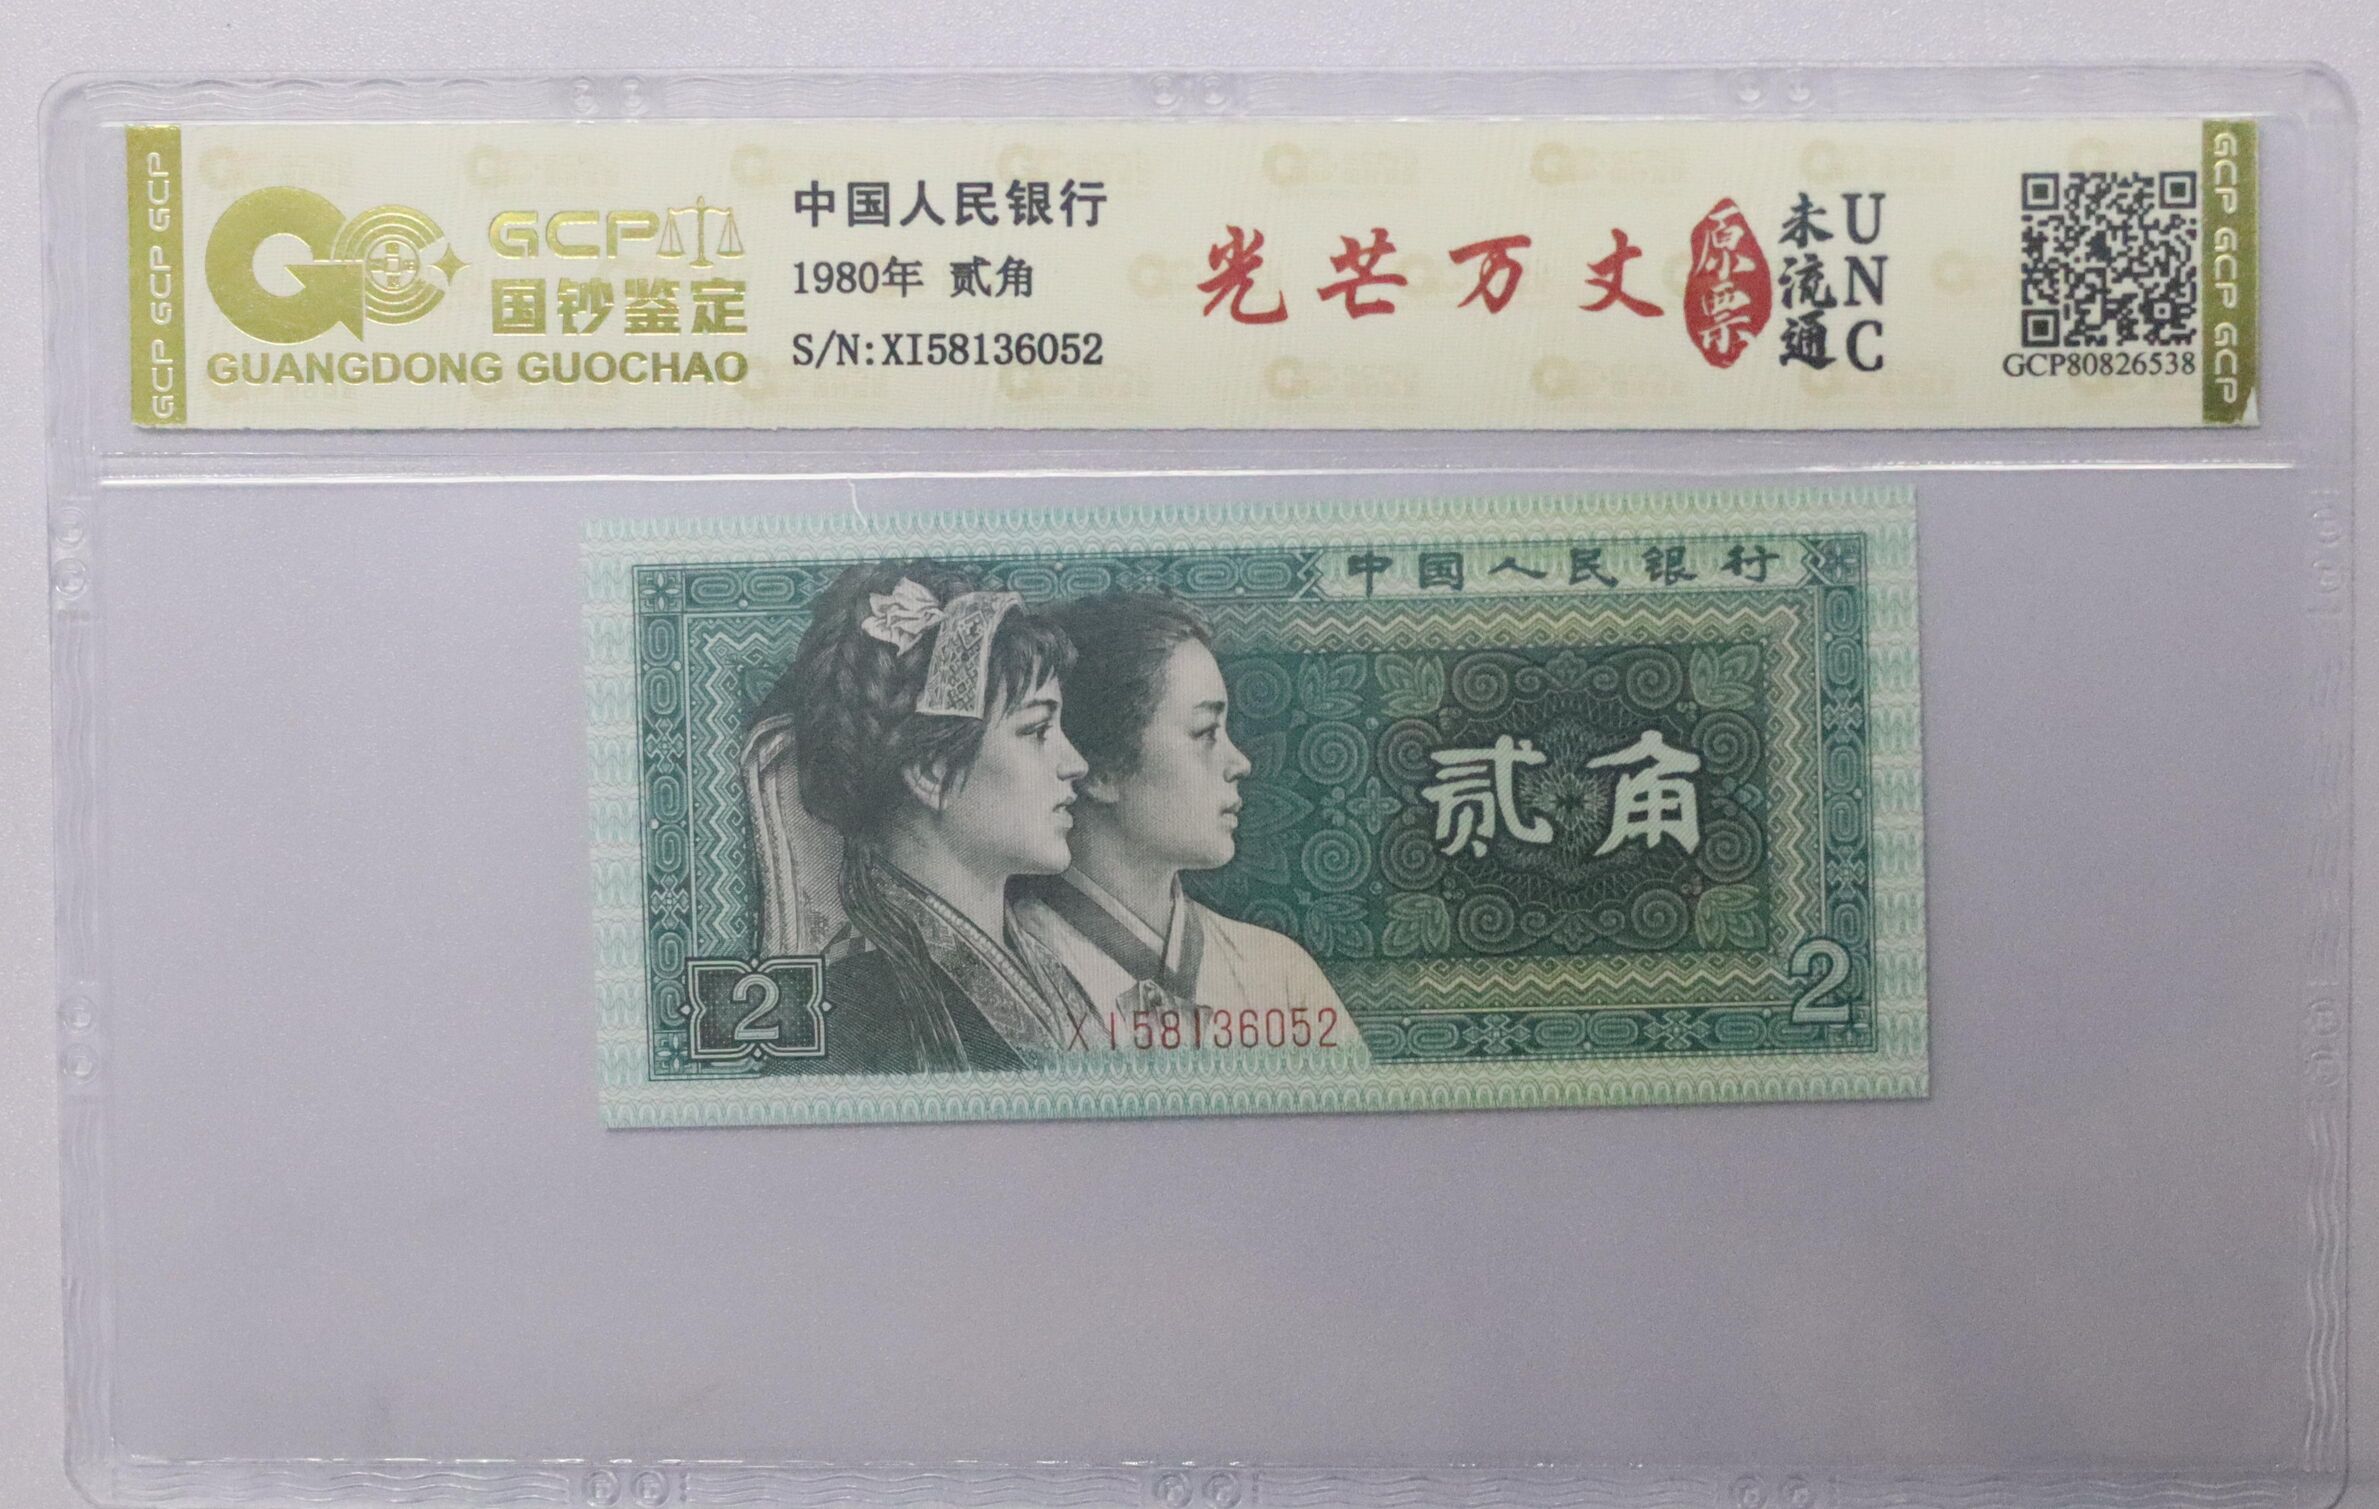 GCP GCP GCP
GCP
国钞鉴定
GUANGDONG GUOCHAO
中国人民银行
1980年 贰角
S/N:XI58136052
光芒万丈
原票
未流通
UNC
GCP80826538
GCP GCP GCP
中国人民银行
贰角
2
2
XI58136052